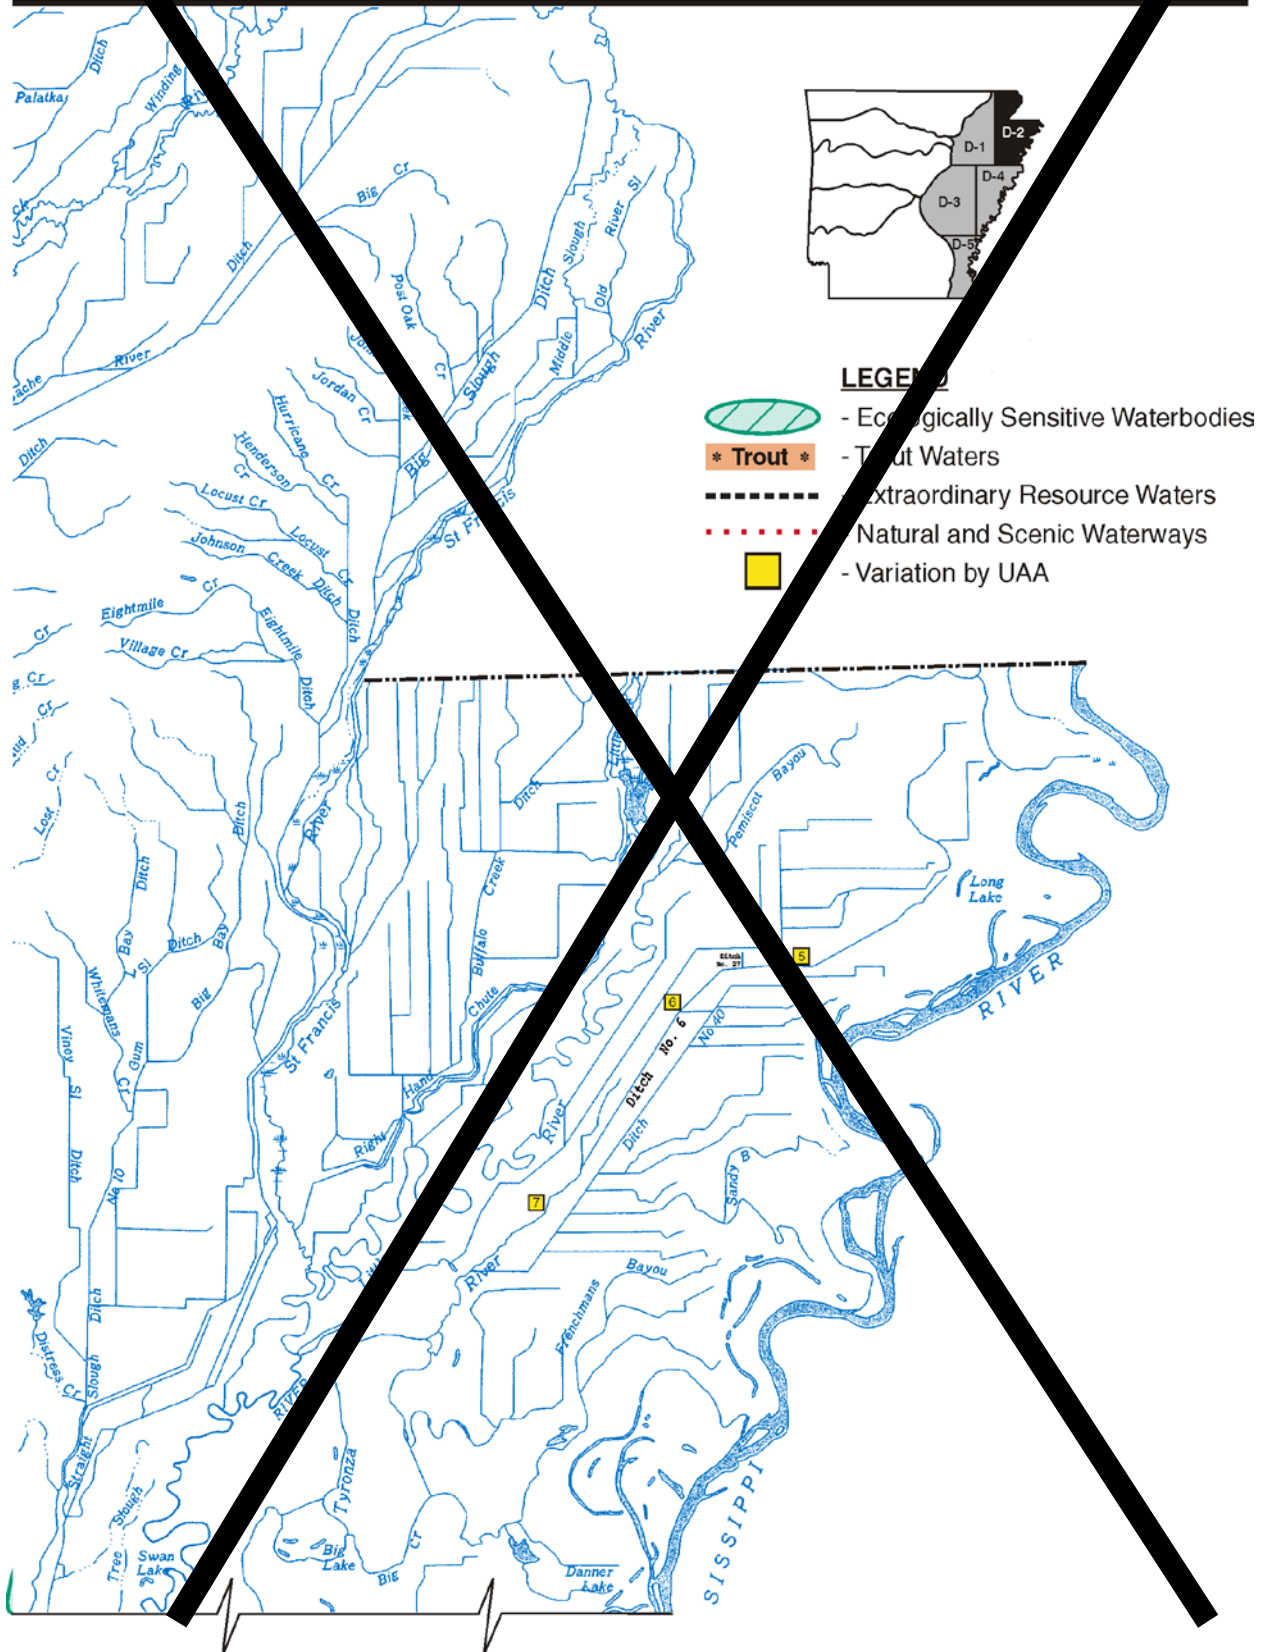 Ditch
Palatka
Winding
D-1
D-2
D-3
D-4
D-5
Big Cr
Ditch
Post Oak
Cr
Slough
River Sl
Old
Ditch
Middle
River
River
Slough
Big
Jordan Cr
Hurricane
Cr
Henderson
Cr
Locust Cr
Locust
Cr
Johnson
Creek Ditch
Ditch
St Francis
Ditch
LEGEND
- Ecologically Sensitive Waterbodies
* Trout *
- Trout Waters
Extraordinary Resource Waters
Natural and Scenic Waterways
- Variation by UAA
Cr
Eightmile
Eightmile
Cr
Village Cr
Ditch
Cr
Cr
Lost
Cr
Ditch
River
Ditch
Pemiscot
Bayou
Ditch
Creek
Buffalo
Long
Lake
Bay
Sl
Ditch
Bay
Big
Ditch
No. 27
5
6
7
RIVER
Whitemans
Cr
Gum
St Francis
Chute
Hand
Right
No. 6
Ditch
No 40
Ditch
River
Sandy B
Sl
Ditch
No 10
Ditch
Slough
River
Bayou
Frenchmans
Distress Cr
RIVER
Straight
Slough
Tree
Tyronza
Swan
Lake
Big
Lake
Big
Cr
Danner
Lake
SISSIPPI